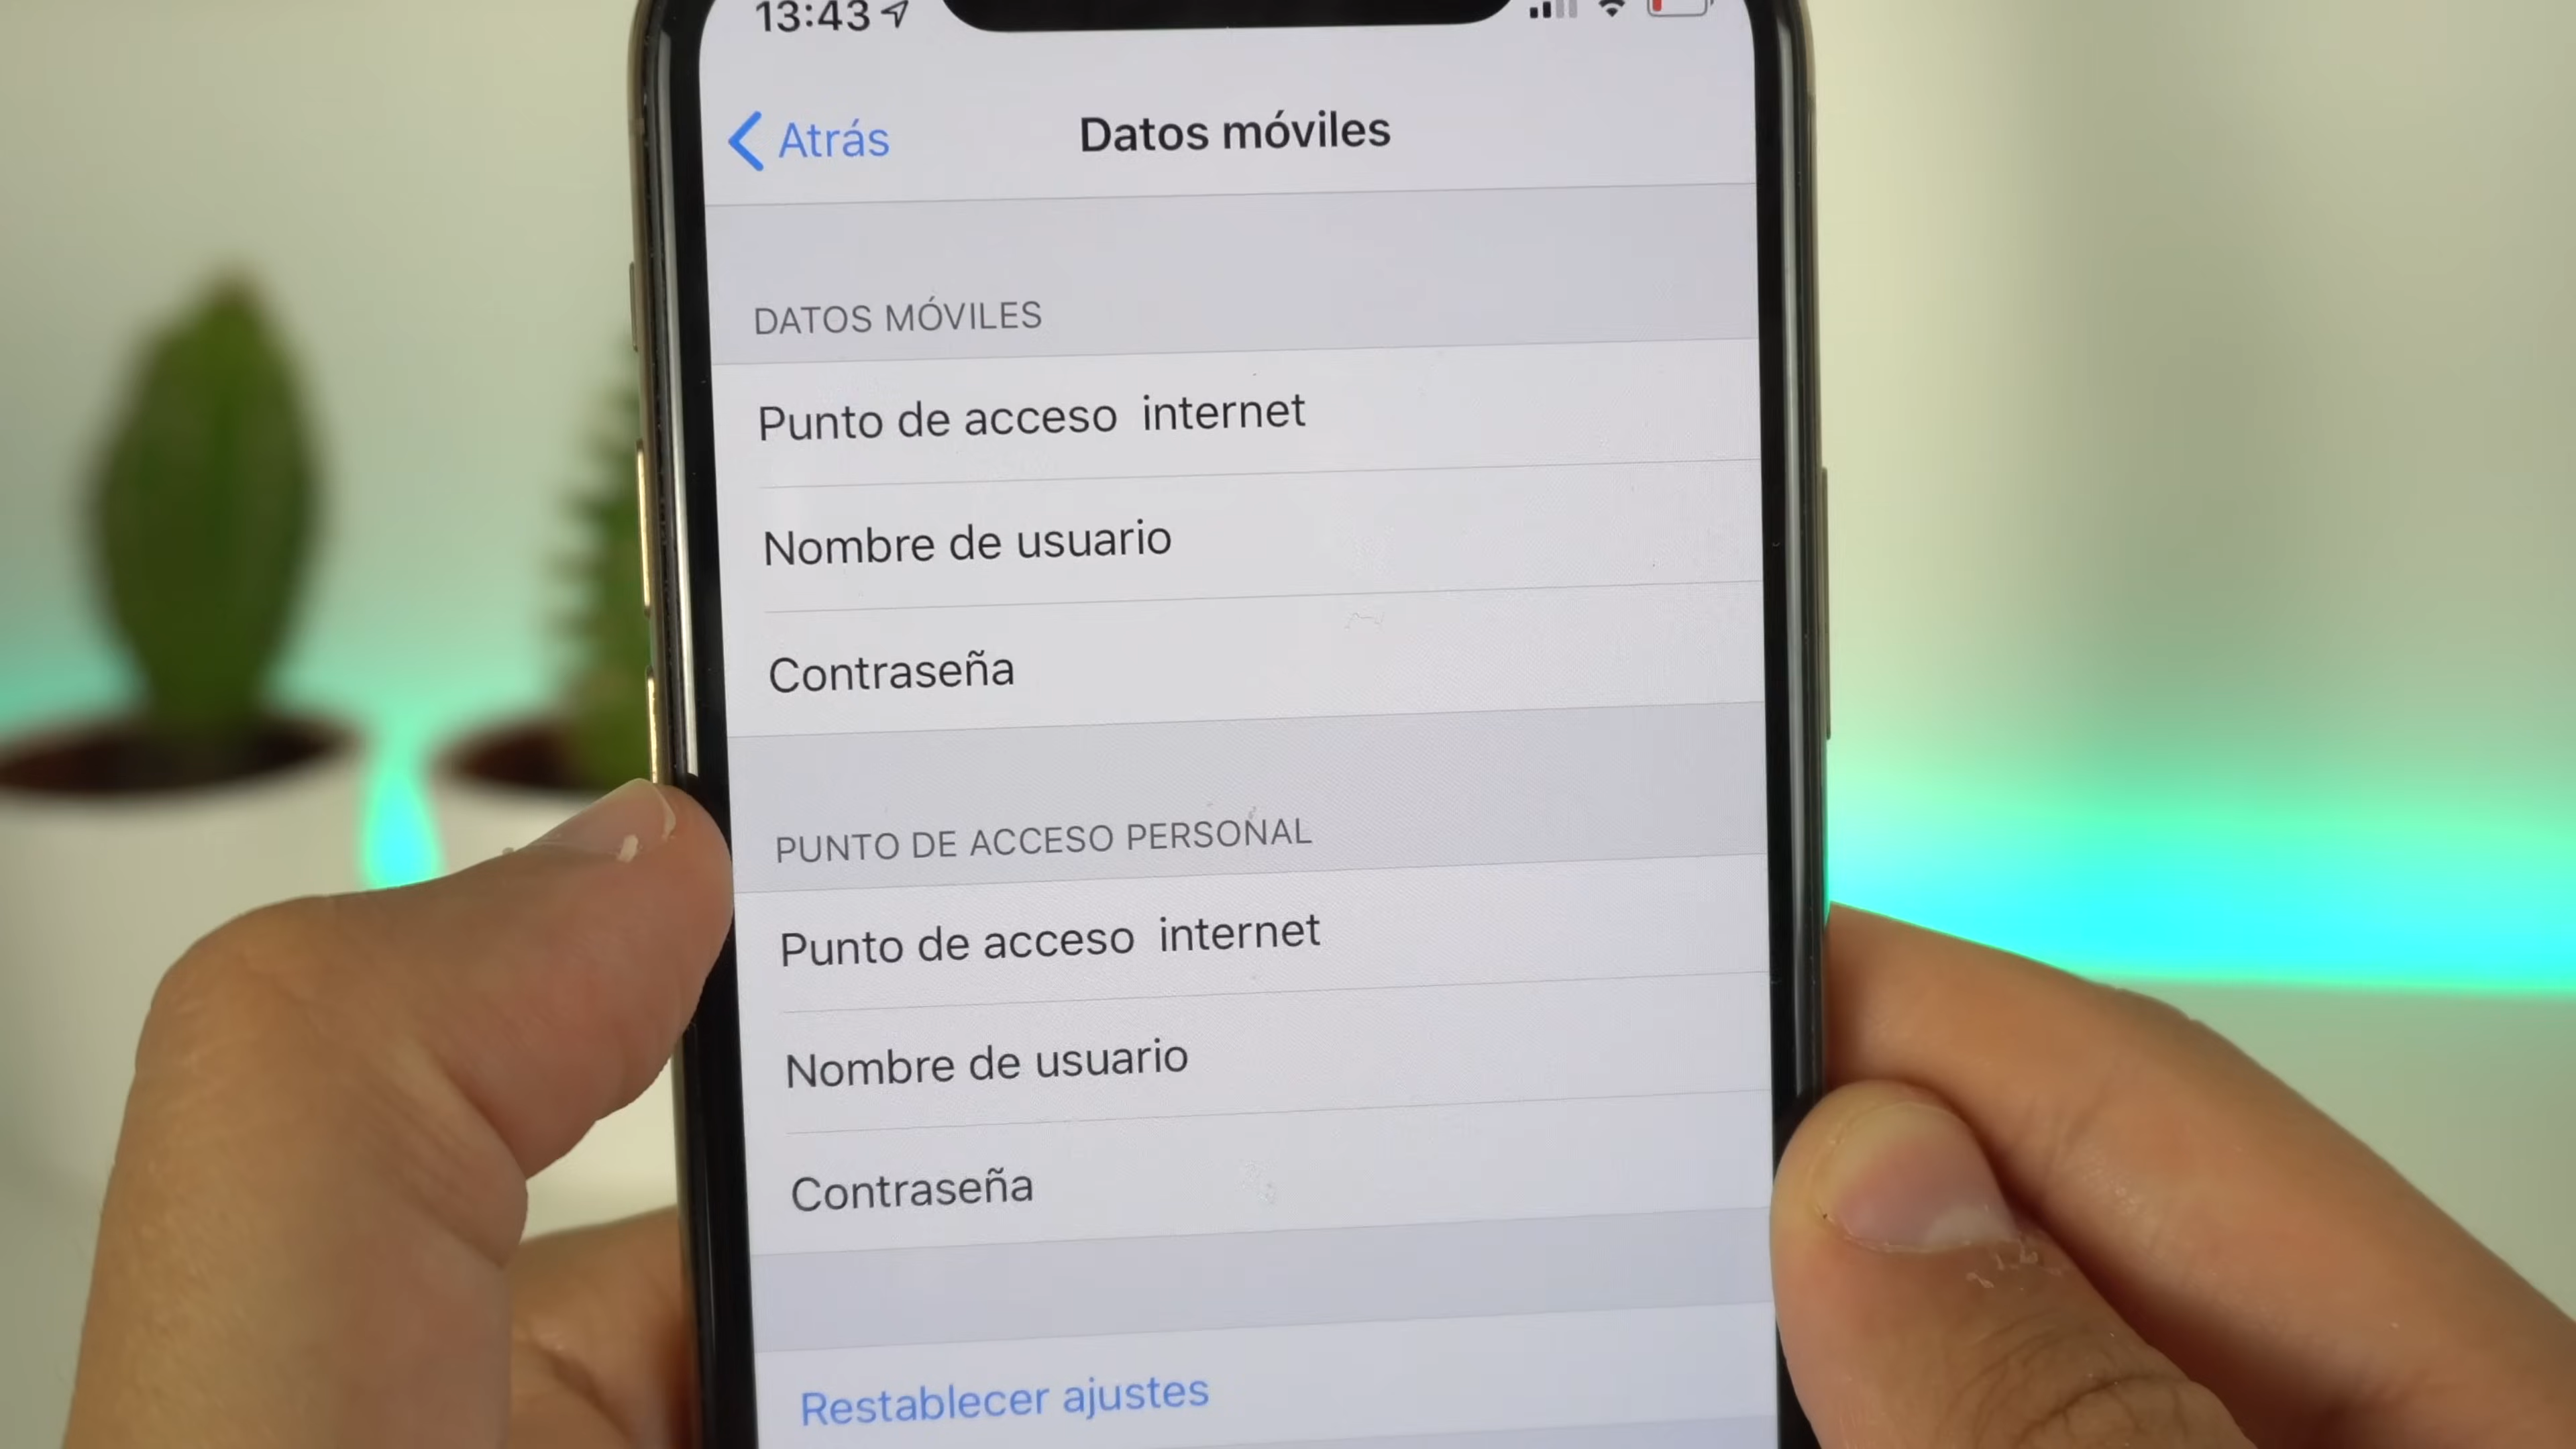 13:43
Atrás
Datos móviles
DATOS MÓVILES
Punto de acceso internet
Nombre de usuario
Contraseña
PUNTO DE ACCESO PERSONAL
Punto de acceso internet
Nombre de usuario
Contraseña
Restablecer ajustes